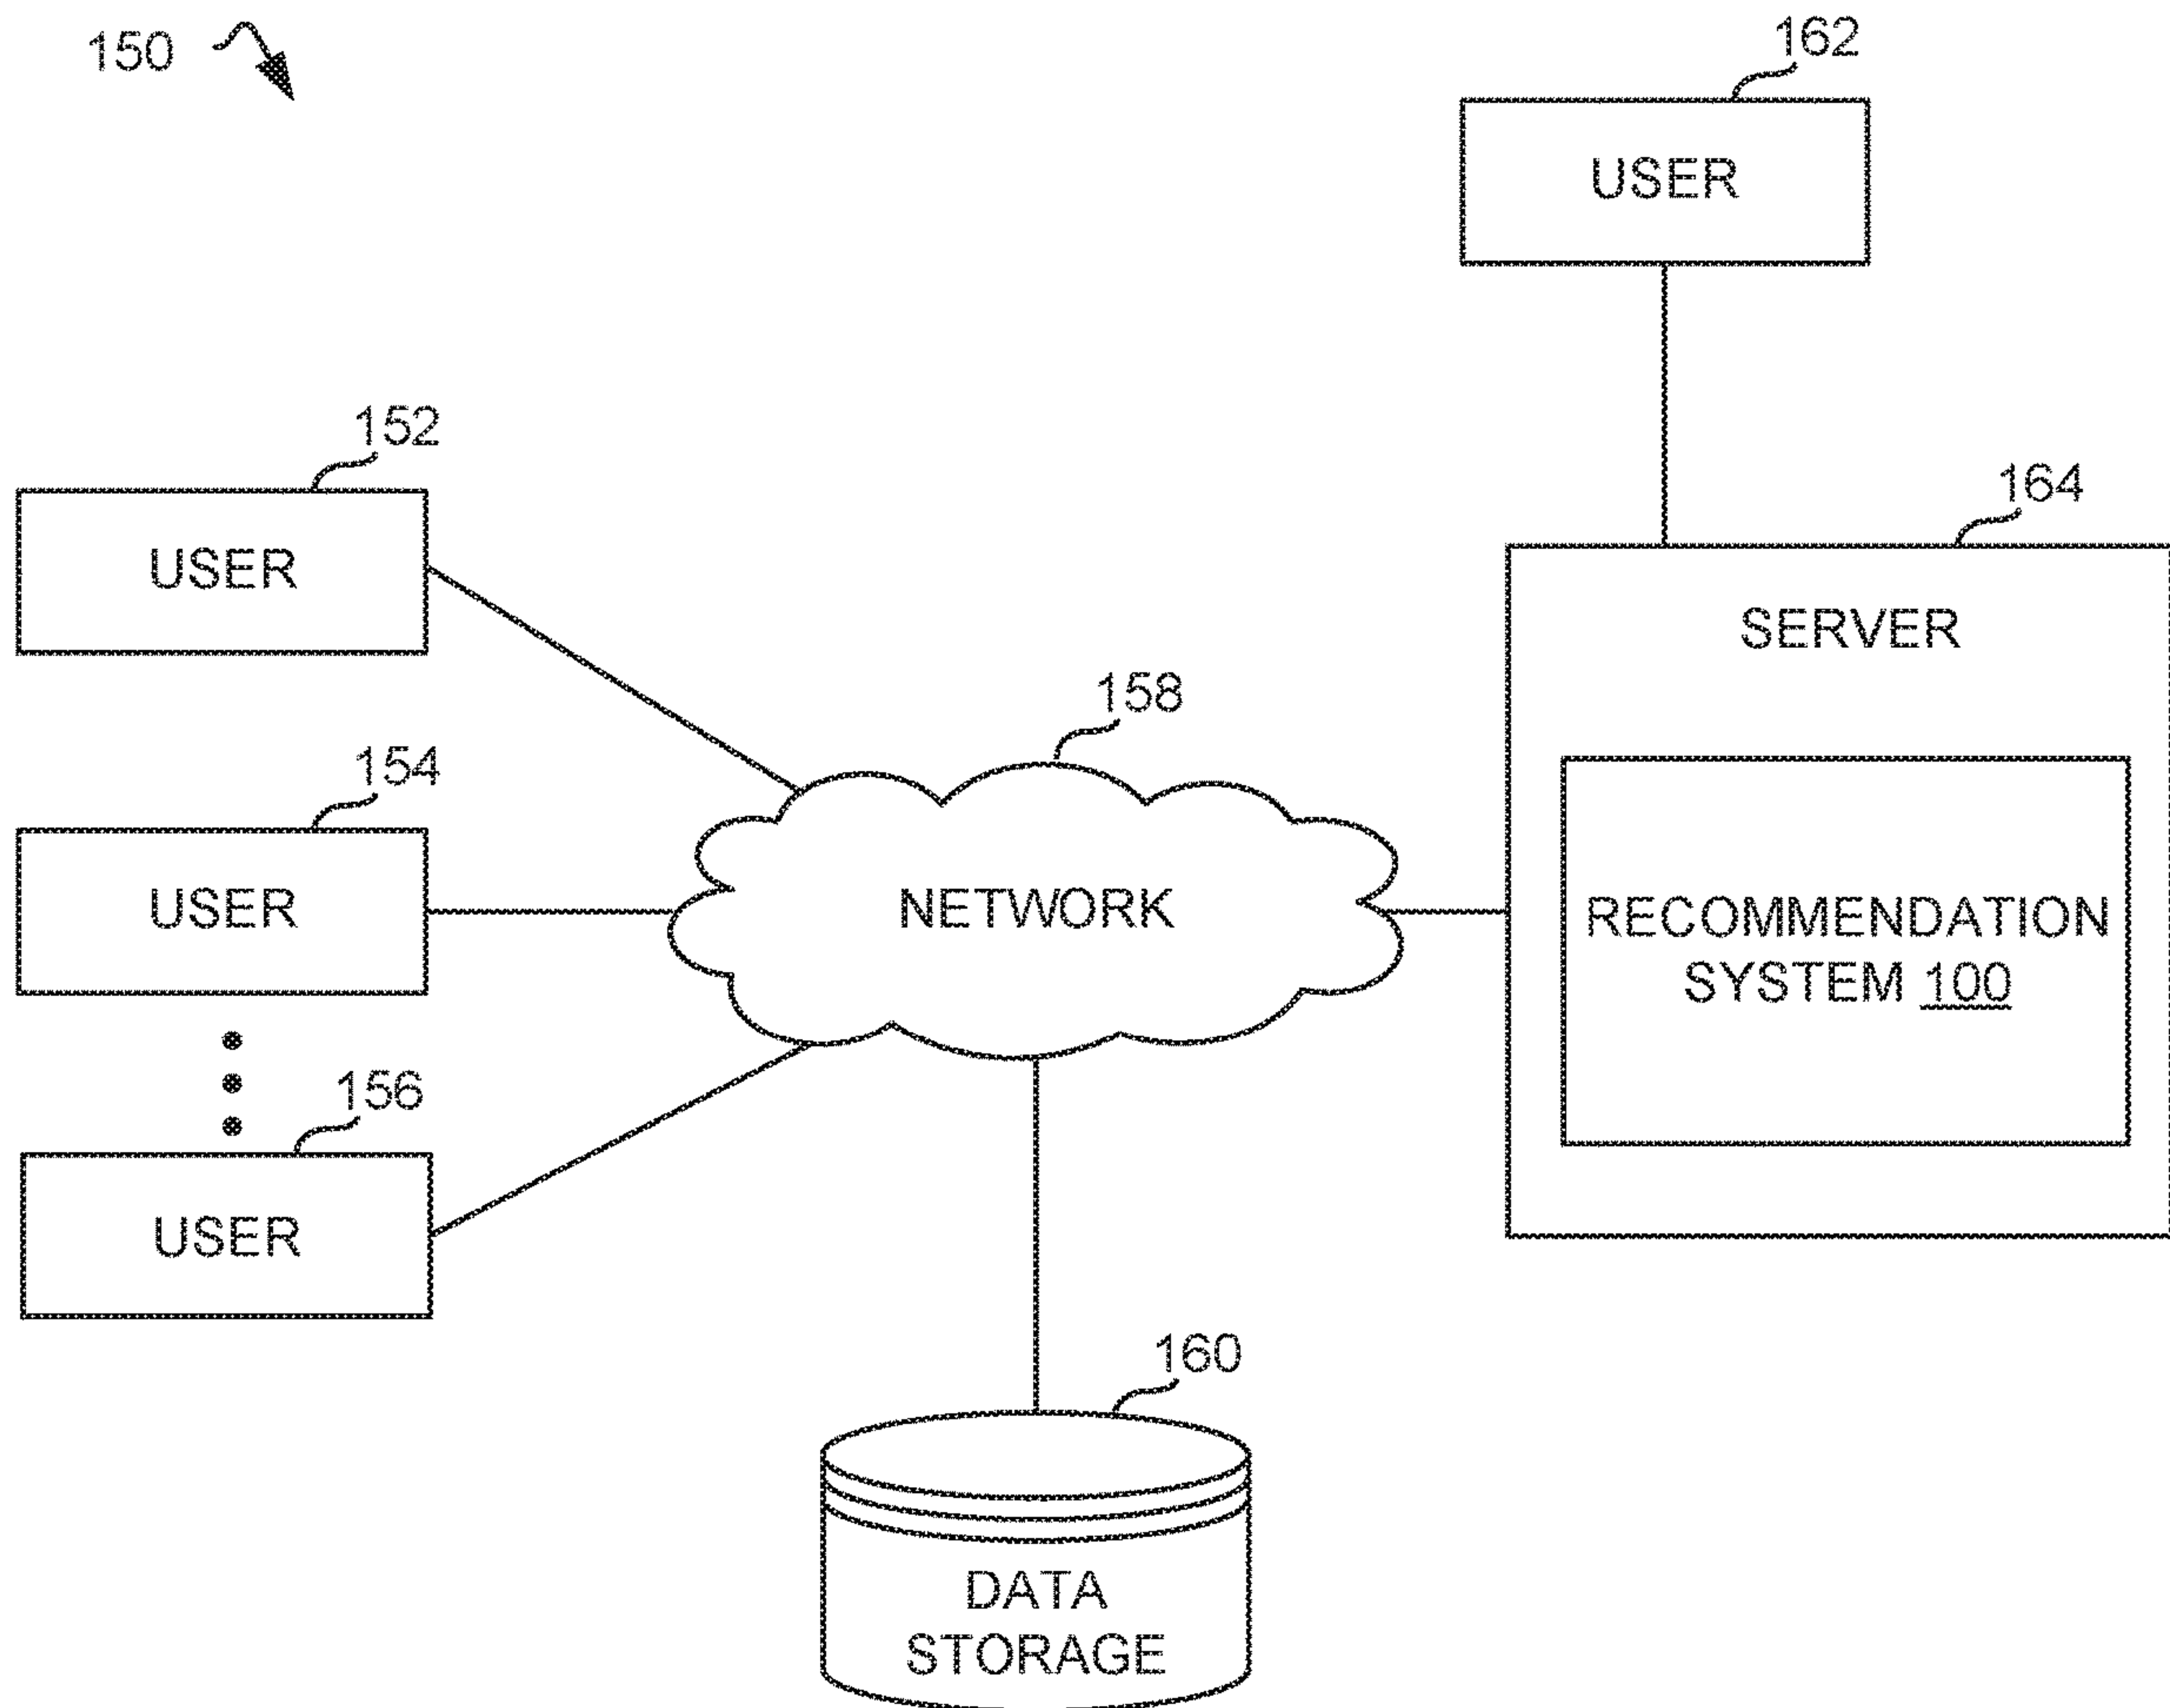 150
162
USER
152
164
USER
SERVER
158
154
USER
NETWORK
RECOMMENDATION
SYSTEM 100
156
USER
160
DATA
STORAGE